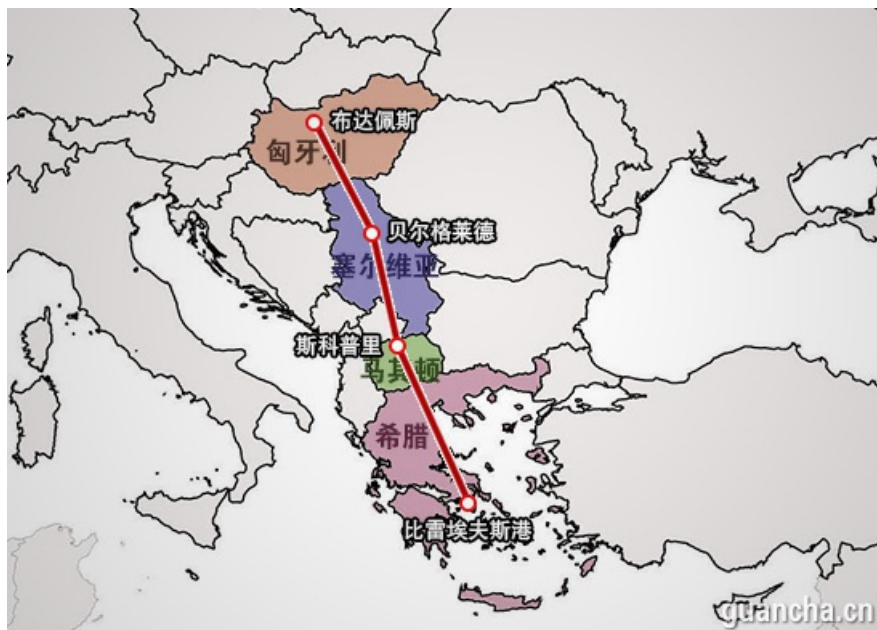 布达佩斯
匈牙利
贝尔格莱德
塞尔维亚
斯科普里
马其顿
希腊
比雷埃夫斯港
guancha.cn